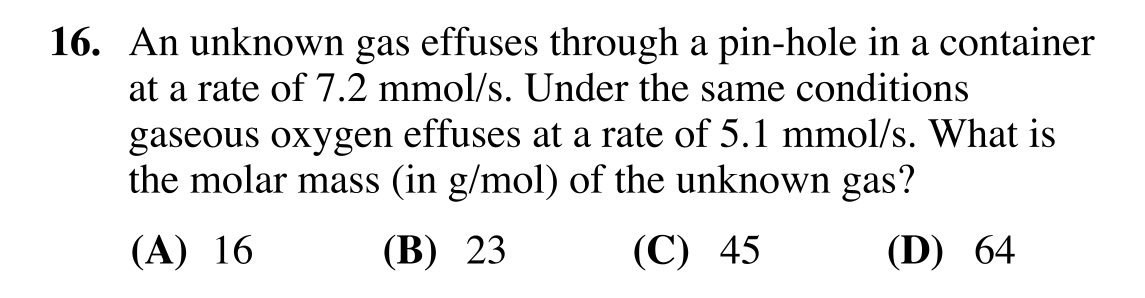 16. An unknown gas effuses through a pin-hole in a container
at a rate of 7.2 mmol/s. Under the same conditions
gaseous oxygen effuses at a rate of 5.1 mmol/s. What is
the molar mass (in g/mol) of the unknown gas?
(A) 16 (B) 23 (C) 45 (D) 64